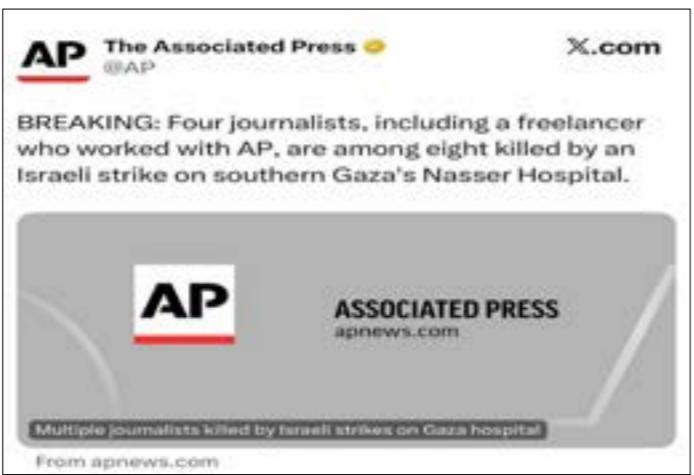 AP The Associated Press
@AP
X.com
BREAKING: Four journalists, including a freelancer
who worked with AP, are among eight killed by an
Israeli strike on southern Gaza's Nasser Hospital.
AP
ASSOCIATED PRESS
apnews.com
Multiple journalists killed by Israeli strikes on Gaza hospital
From apnews.com